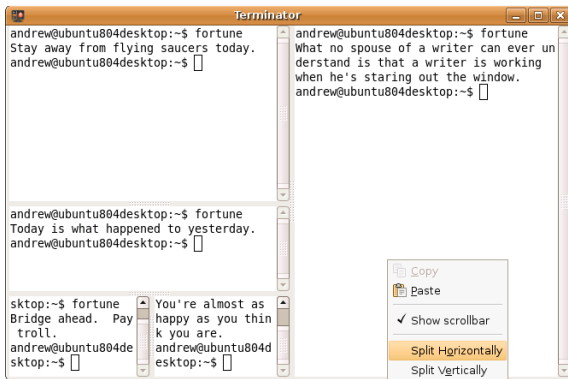 Terminator
andrew@ubuntu804desktop:~$ fortune
Stay away from flying saucers today.
andrew@ubuntu804desktop:~$
andrew@ubuntu804desktop:~$ fortune
What no spouse of a writer can ever un
derstand is that a writer is working
when he's staring out the window.
andrew@ubuntu804desktop:~$
andrew@ubuntu804desktop:~$ fortune
Today is what happened to yesterday.
andrew@ubuntu804desktop:~$
sktop:~$ fortune
Bridge ahead.  Pay
 troll.
andrew@ubuntu804de
sktop:~$
You're almost as
happy as you thin
k you are.
andrew@ubuntu804d
esktop:~$
Copy
Paste
✓ Show scrollbar
Split Horizontally
Split Vertically